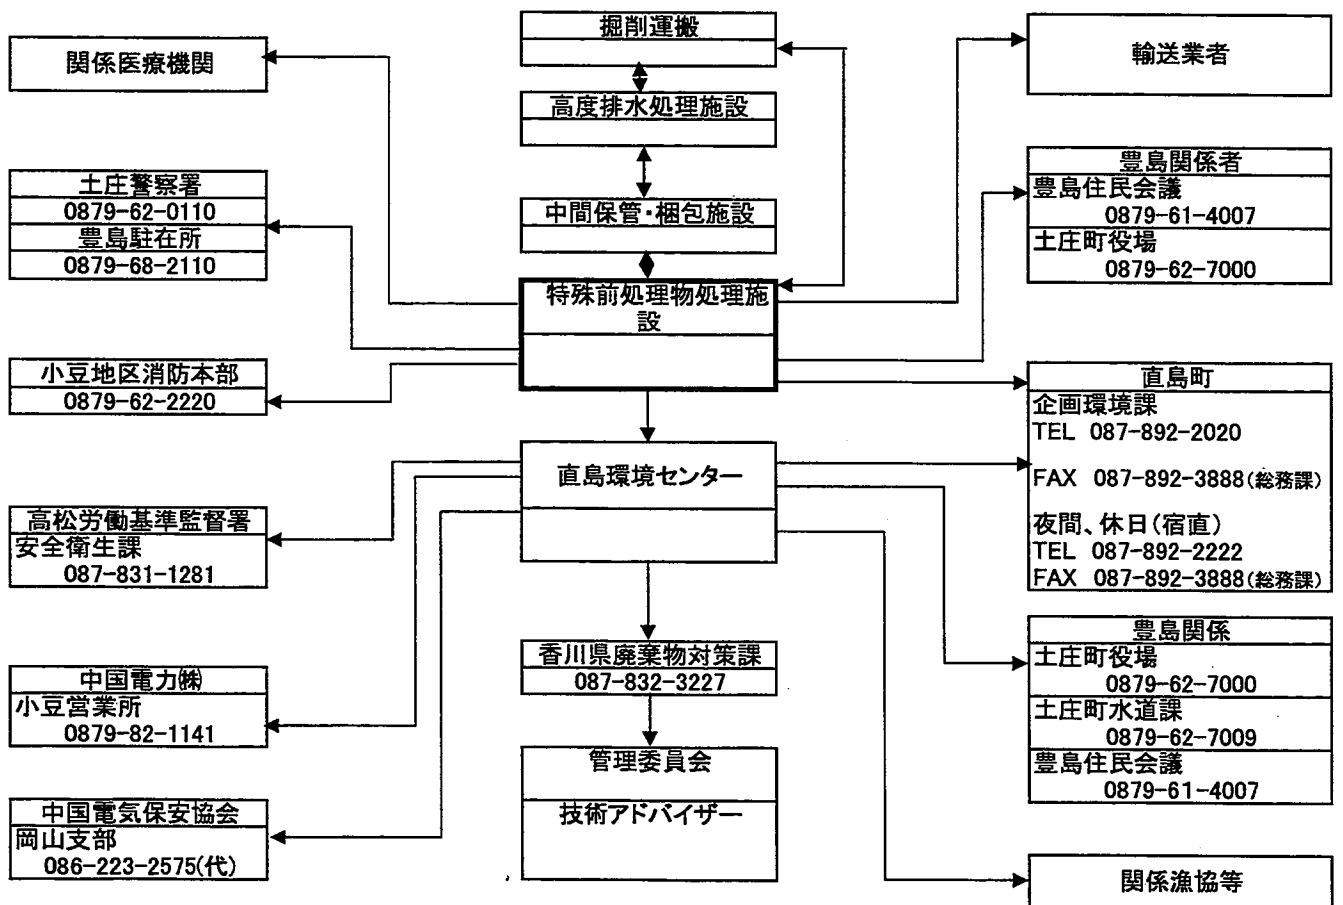 関係医療機関
土庄警察署
0879-62-0110
豊島駐在所
0879-68-2110
小豆地区消防本部
0879-62-2220
高松労働基準監督署
安全衛生課
087-831-1281
中国電力㈱
小豆営業所
0879-82-1141
中国電気保安協会
岡山支部
086-223-2575(代)
掘削運搬
高度排水処理施設
中間保管・梱包施設
特殊前処理物処理施
設
直島環境センター
香川県廃棄物対策課
087-832-3227
管理委員会
技術アドバイザー
輸送業者
豊島関係者
豊島住民会議
0879-61-4007
土庄町役場
0879-62-7000
直島町
企画環境課
TEL 087-892-2020
FAX 087-892-3888(総務課)
夜間、休日(宿直)
TEL 087-892-2222
FAX 087-892-3888(総務課)
豊島関係
土庄町役場
0879-62-7000
土庄町水道課
0879-62-7009
豊島住民会議
0879-61-4007
関係漁協等